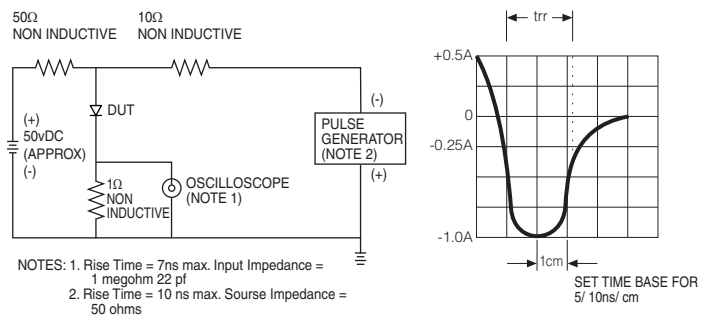 50Ω
NON INDUCTIVE
10Ω
NON INDUCTIVE
DUT
(+)
50vDC
(APPROX)
(-)
1Ω
NON
INDUCTIVE
OSCILLOSCOPE
(NOTE 1)
(-)
PULSE
GENERATOR
(NOTE 2)
(+)
NOTES: 1. Rise Time = 7ns max. Input Impedance =
1 megohm 22 pf
2. Rise Time = 10 ns max. Sourse Impedance =
50 ohms
trr
+0.5A
0
-0.25A
-1.0A
1cm
SET TIME BASE FOR
5/ 10ns/ cm